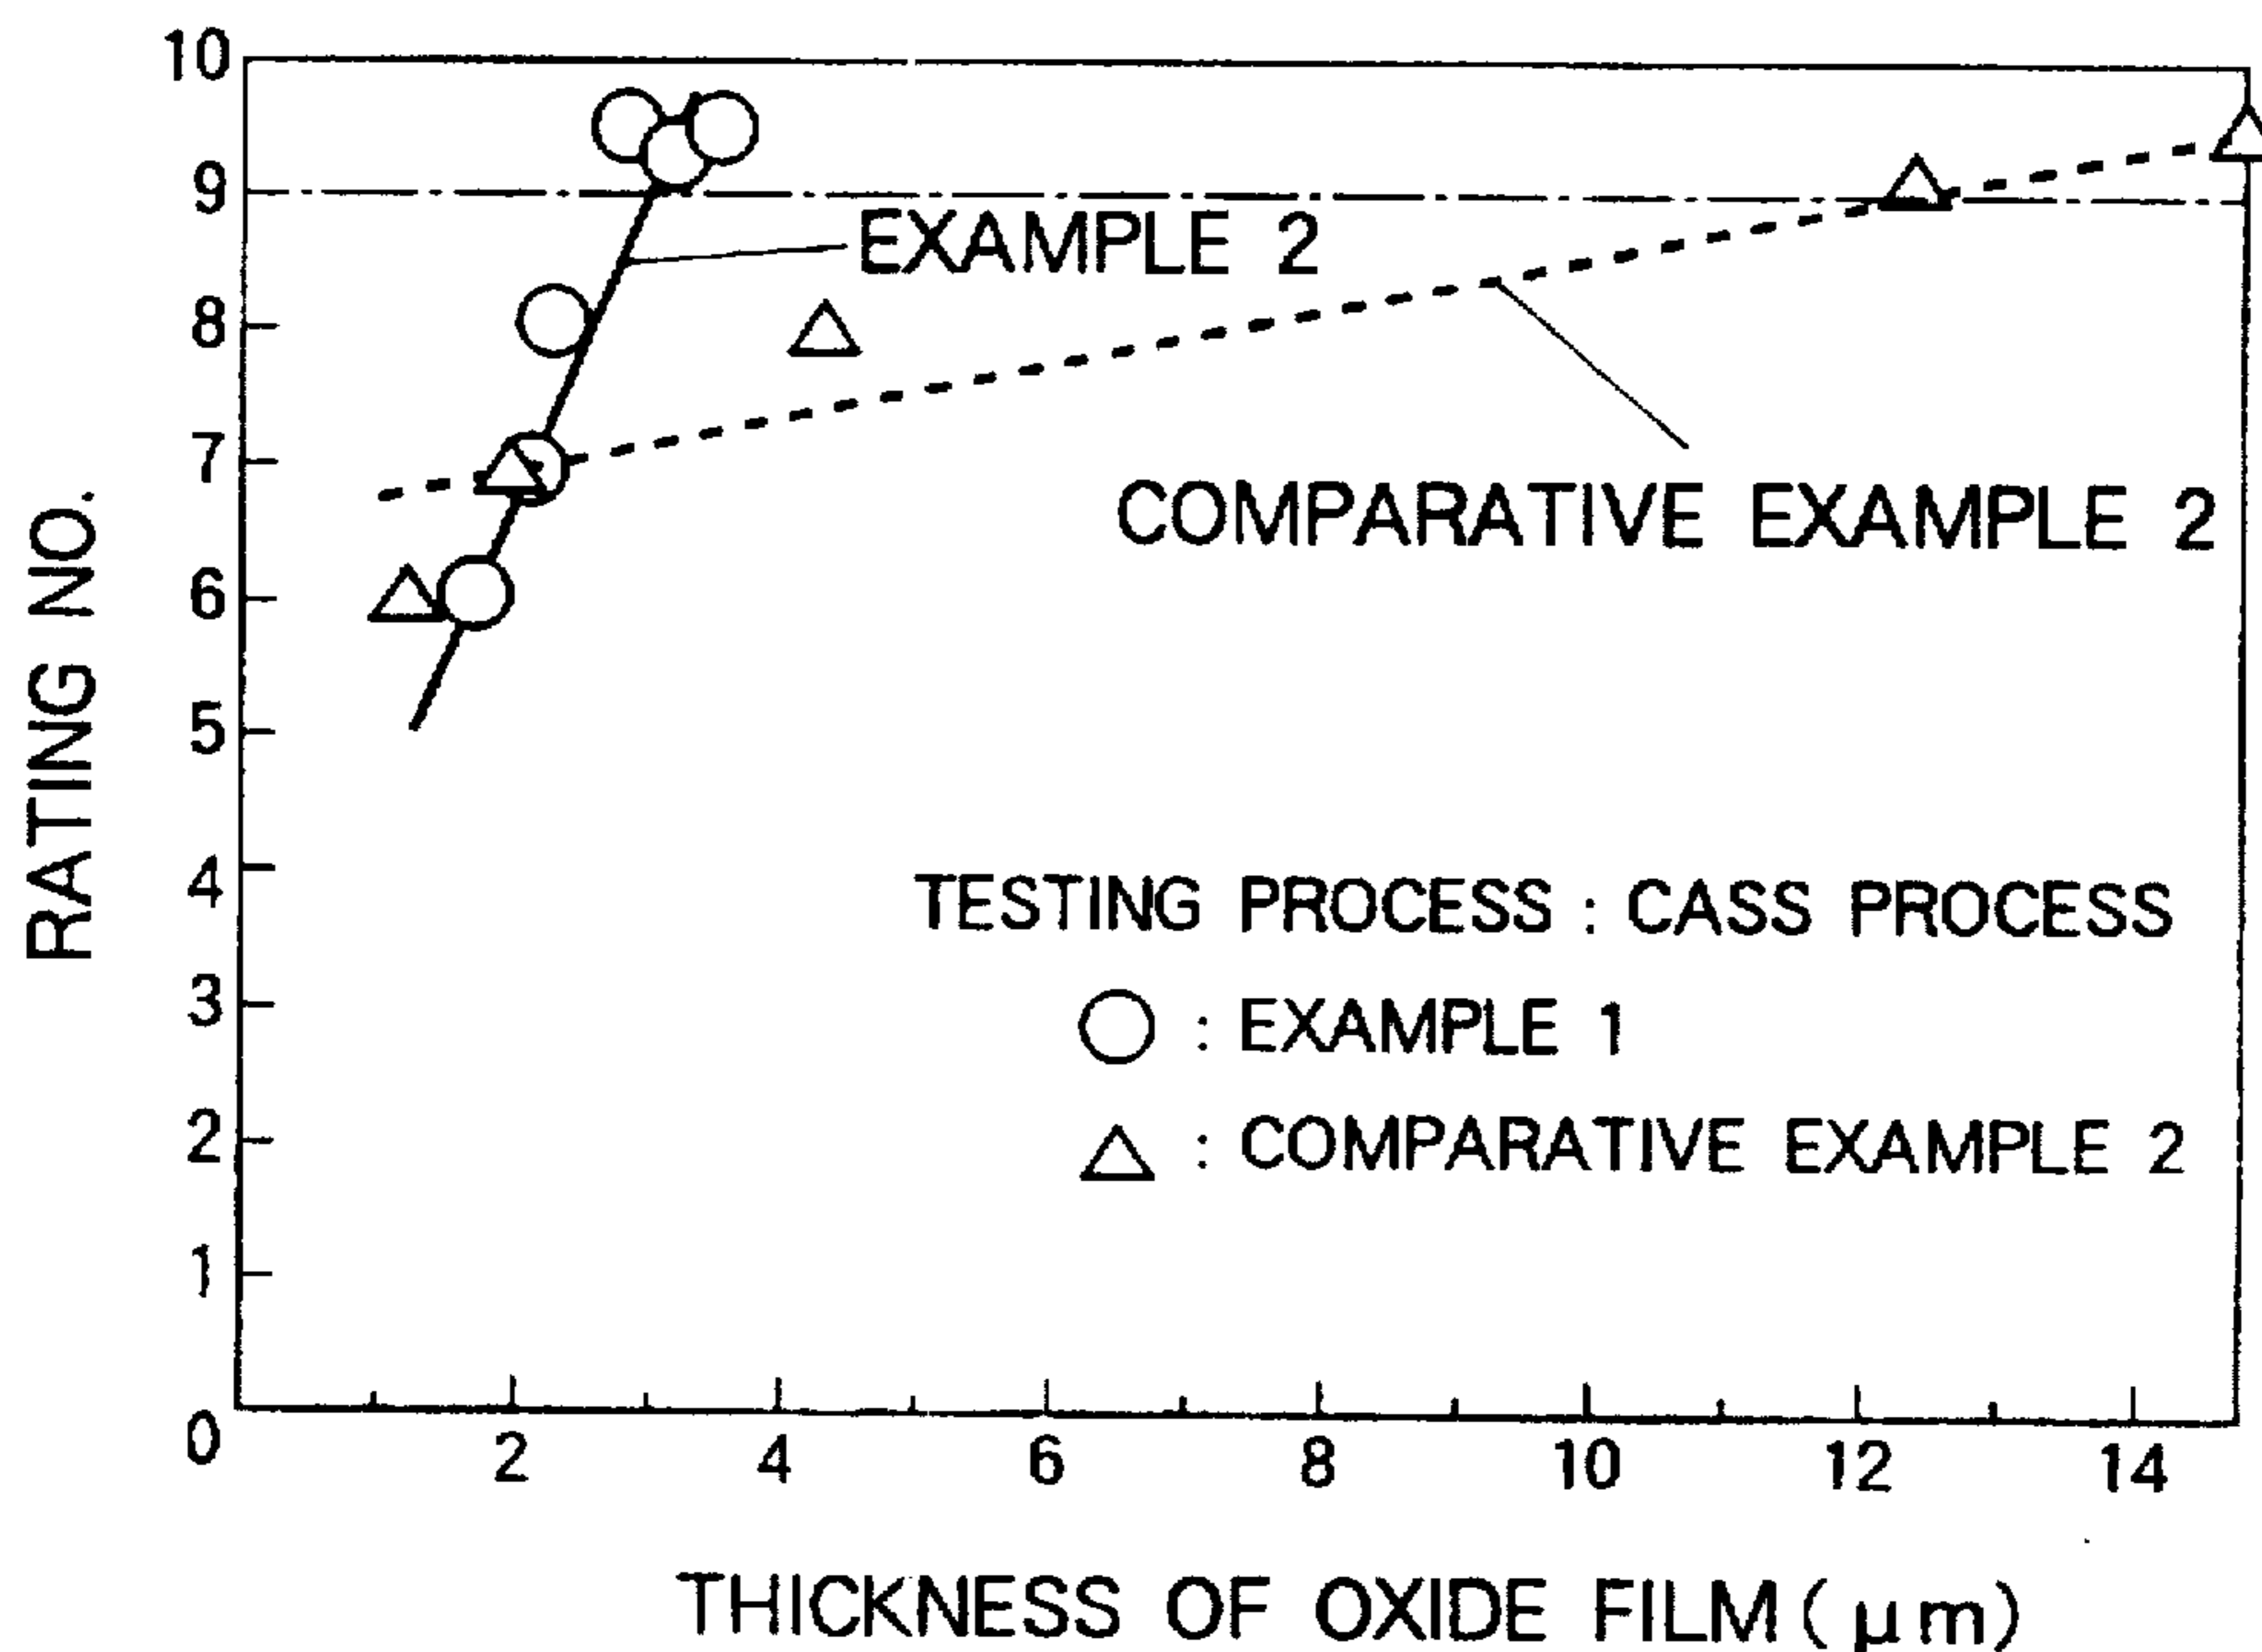 10
9
EXAMPLE 2
8
7
COMPARATIVE EXAMPLE 2
6
5
4
TESTING PROCESS : CASS PROCESS
3
: EXAMPLE 1
2
: COMPARATIVE EXAMPLE 2
1
0
2 4 6 8 10 12 14
RATING NO.
THICKNESS OF OXIDE FILM (μm)